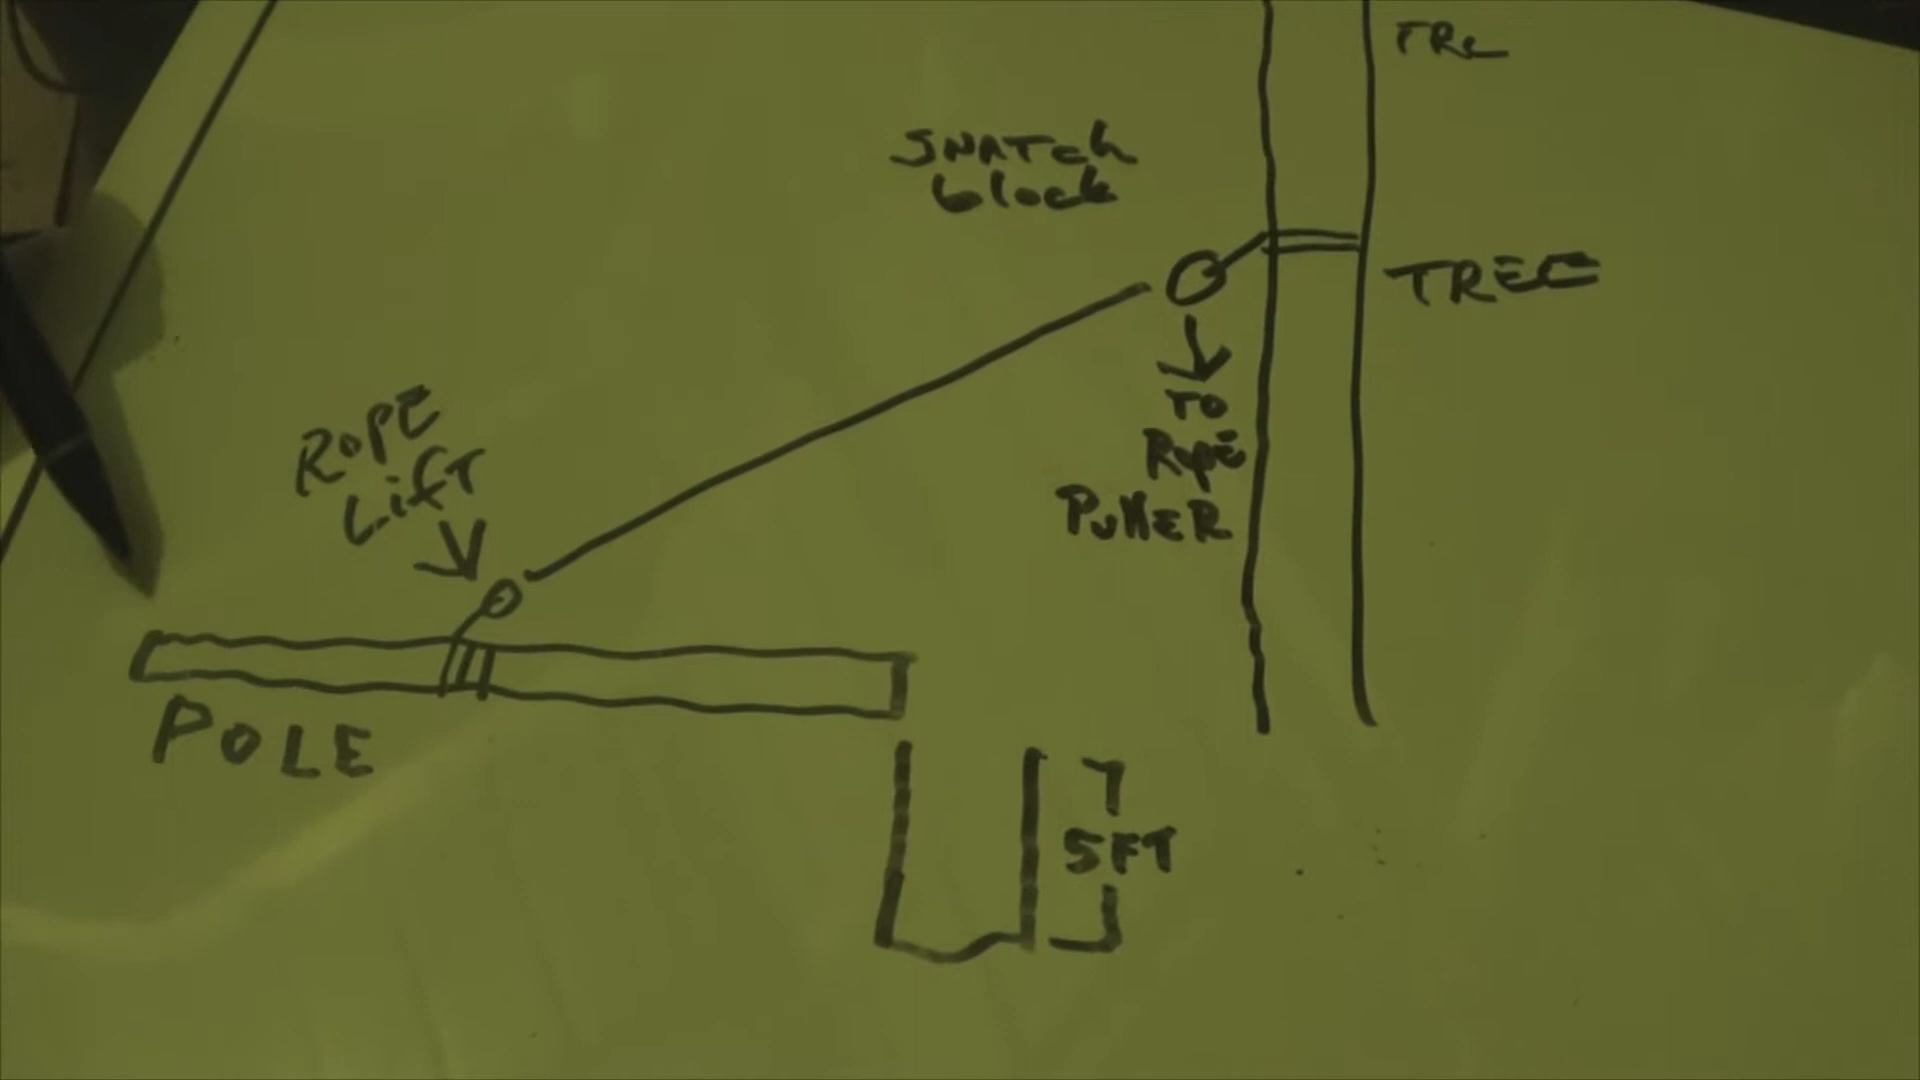 TRE
SNATCh
block
TREE
TO
Rope
PULLER
ROPE
LifT
POLE
5FT